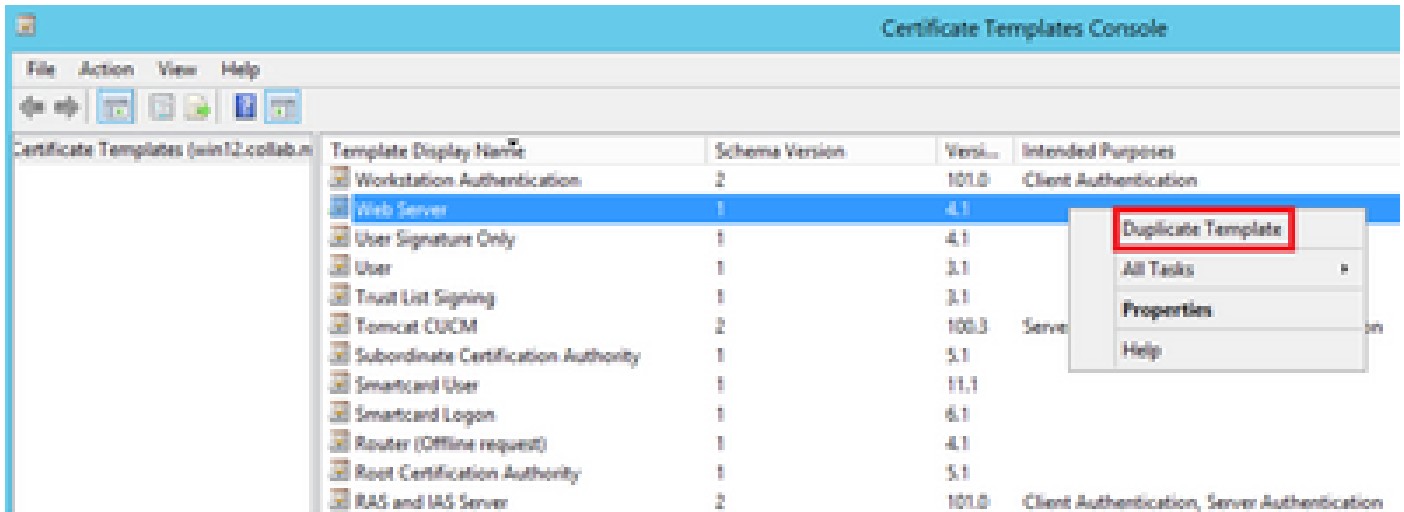 Certificate Templates Console
File Action View Help
Certificate Templates (win12.collab.m
Template Display Name Schema Version Versi... Intended Purposes
Workstation Authentication 2 101.0 Client Authentication
Web Server 1 4.1
Duplicate Template
User Signature Only 1 4.1
User 1 3.1
All Tasks
Trust List Signing 1 3.1
Properties
Tomcat CUCM 2 100.3 Serve on
Subordinate Certification Authority 1 5.1
Help
Smartcard User 1 11.1
Smartcard Logon 1 6.1
Router (Offline request) 1 4.1
Root Certification Authority 1 5.1
RAS and IAS Server 2 101.0 Client Authentication, Server Authentication